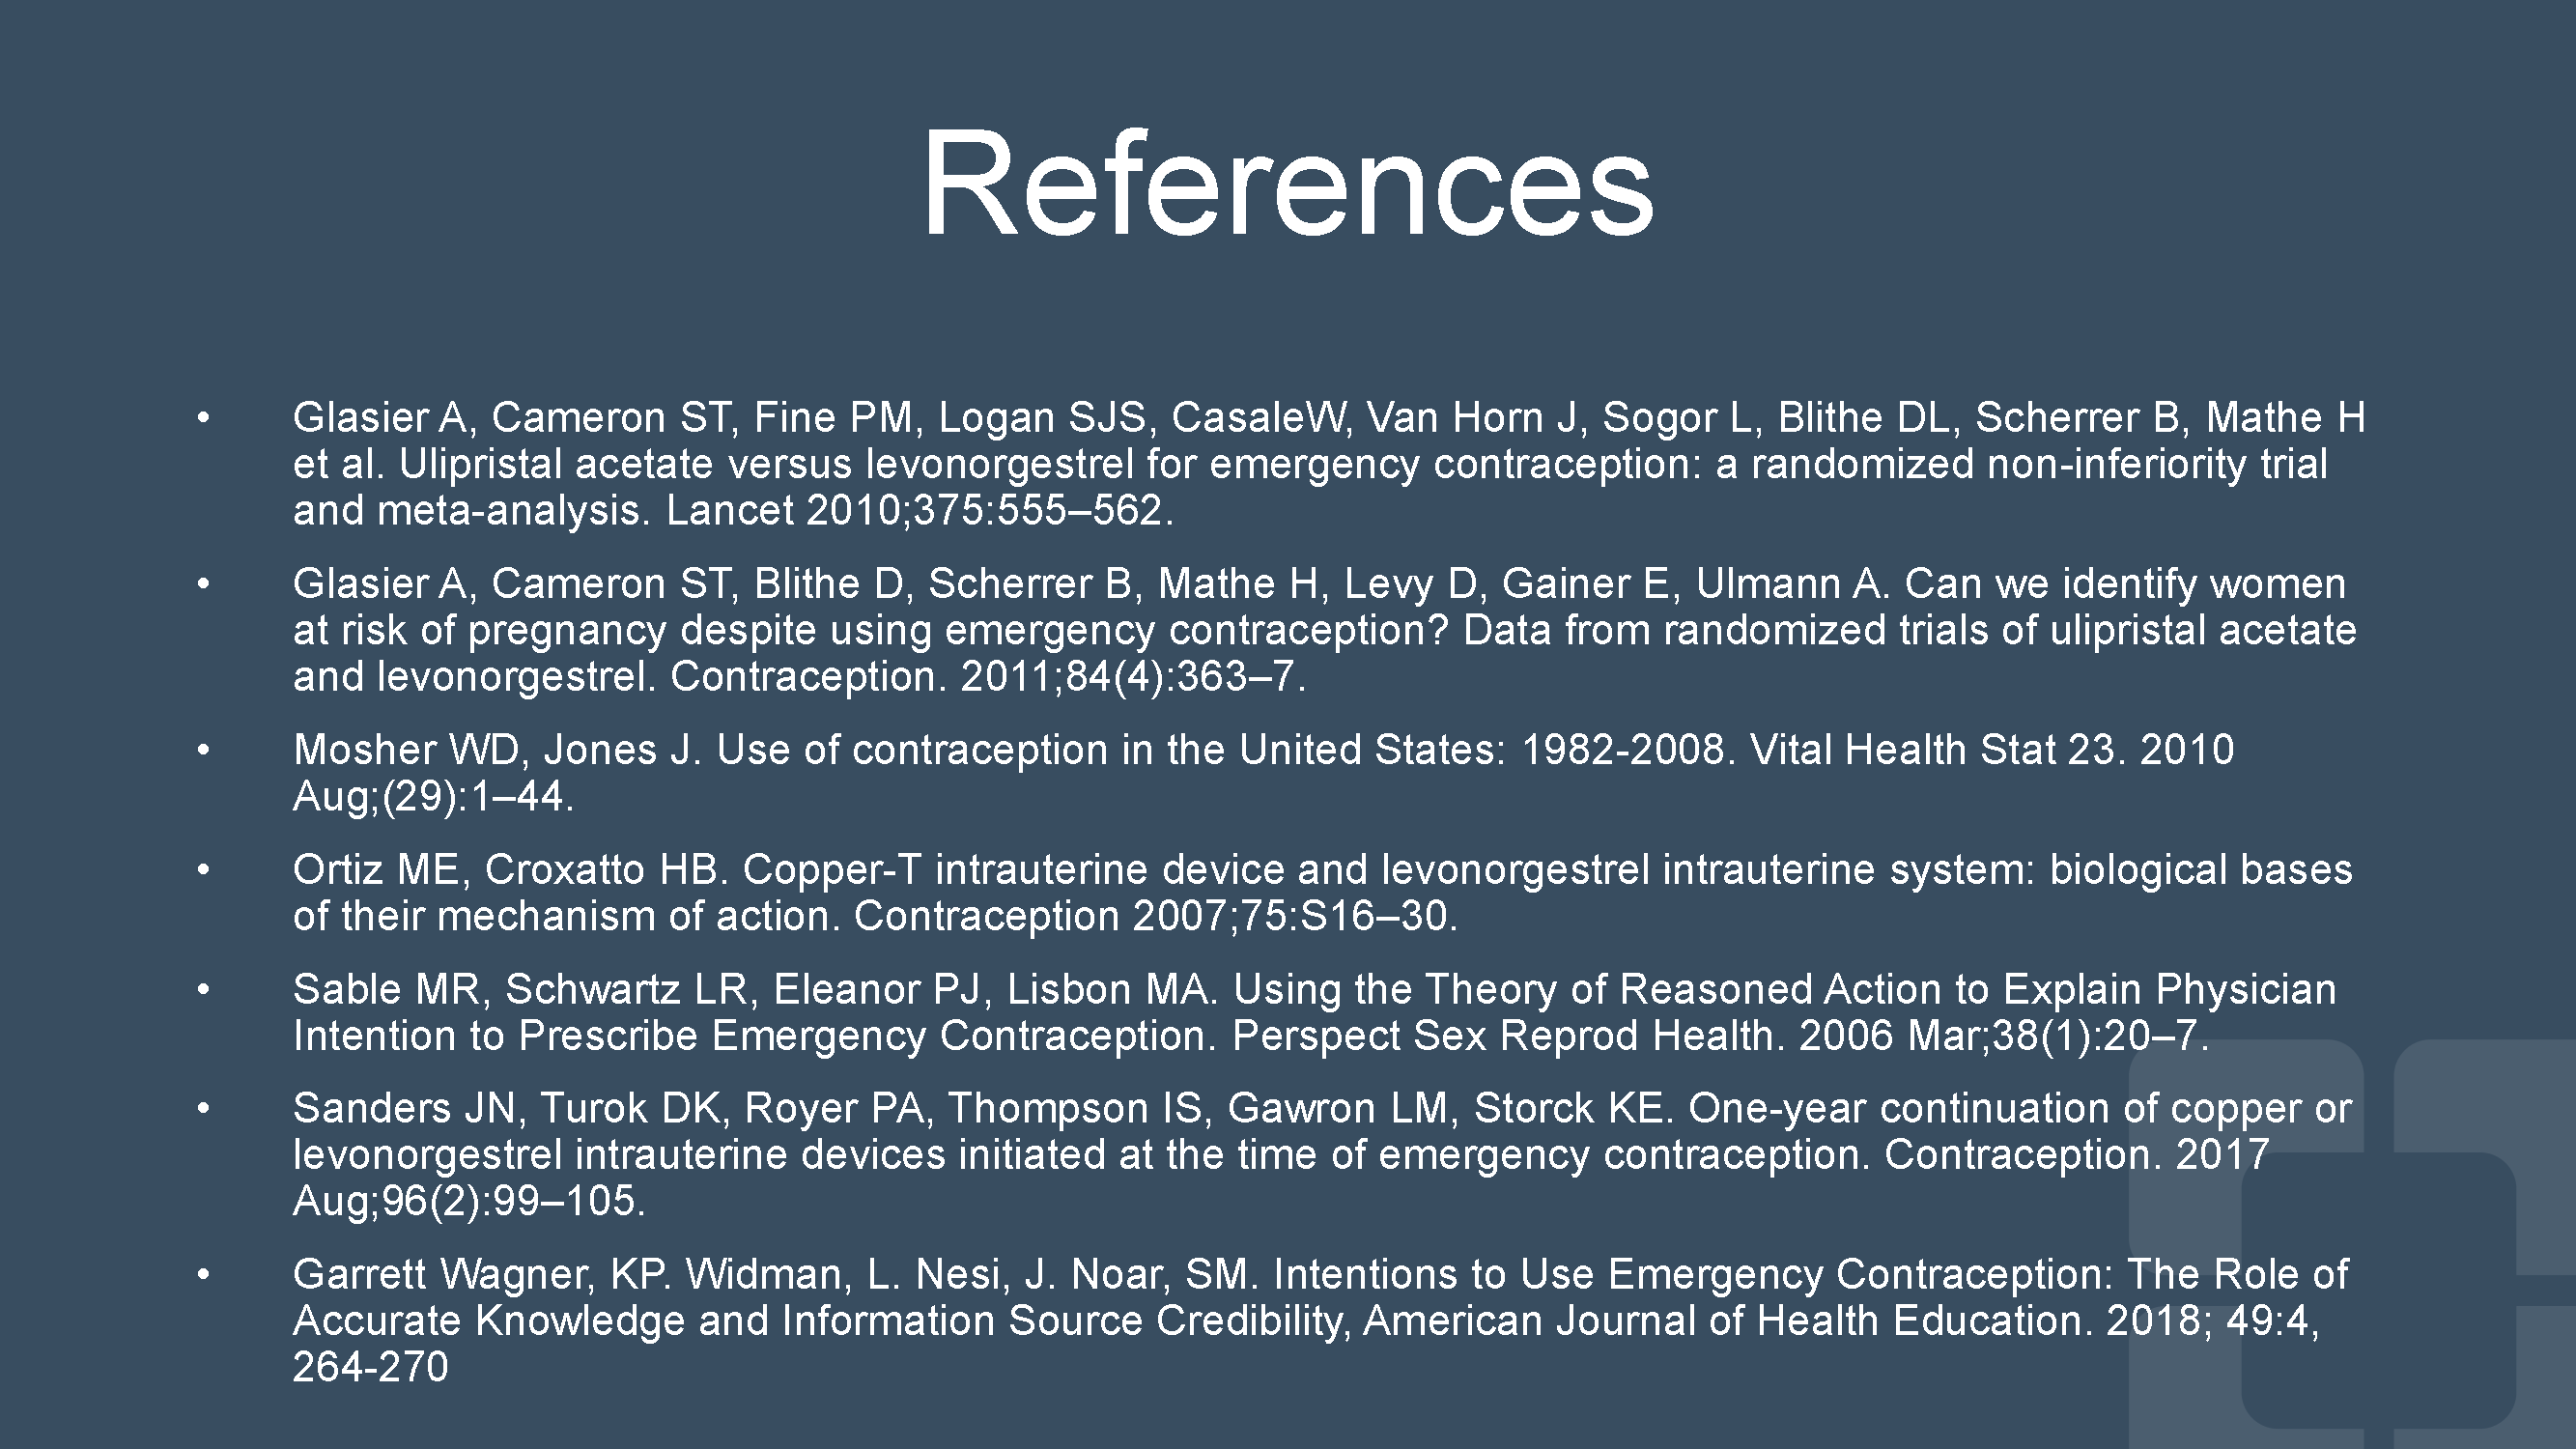 References
• Glasier A, Cameron ST, Fine PM, Logan SJS, CasaleW, Van Horn J, Sogor L, Blithe DL, Scherrer B, Mathe H
et al. Ulipristal acetate versus levonorgestrel for emergency contraception: a randomized non-inferiority trial
and meta-analysis. Lancet 2010;375:555–562.
• Glasier A, Cameron ST, Blithe D, Scherrer B, Mathe H, Levy D, Gainer E, Ulmann A. Can we identify women
at risk of pregnancy despite using emergency contraception? Data from randomized trials of ulipristal acetate
and levonorgestrel. Contraception. 2011;84(4):363–7.
• Mosher WD, Jones J. Use of contraception in the United States: 1982-2008. Vital Health Stat 23. 2010
Aug;(29):1–44.
• Ortiz ME, Croxatto HB. Copper-T intrauterine device and levonorgestrel intrauterine system: biological bases
of their mechanism of action. Contraception 2007;75:S16–30.
• Sable MR, Schwartz LR, Eleanor PJ, Lisbon MA. Using the Theory of Reasoned Action to Explain Physician
Intention to Prescribe Emergency Contraception. Perspect Sex Reprod Health. 2006 Mar;38(1):20–7.
• Sanders JN, Turok DK, Royer PA, Thompson IS, Gawron LM, Storck KE. One-year continuation of copper or
levonorgestrel intrauterine devices initiated at the time of emergency contraception. Contraception. 2017
Aug;96(2):99–105.
• Garrett Wagner, KP. Widman, L. Nesi, J. Noar, SM. Intentions to Use Emergency Contraception: The Role of
Accurate Knowledge and Information Source Credibility, American Journal of Health Education. 2018; 49:4,
264-270